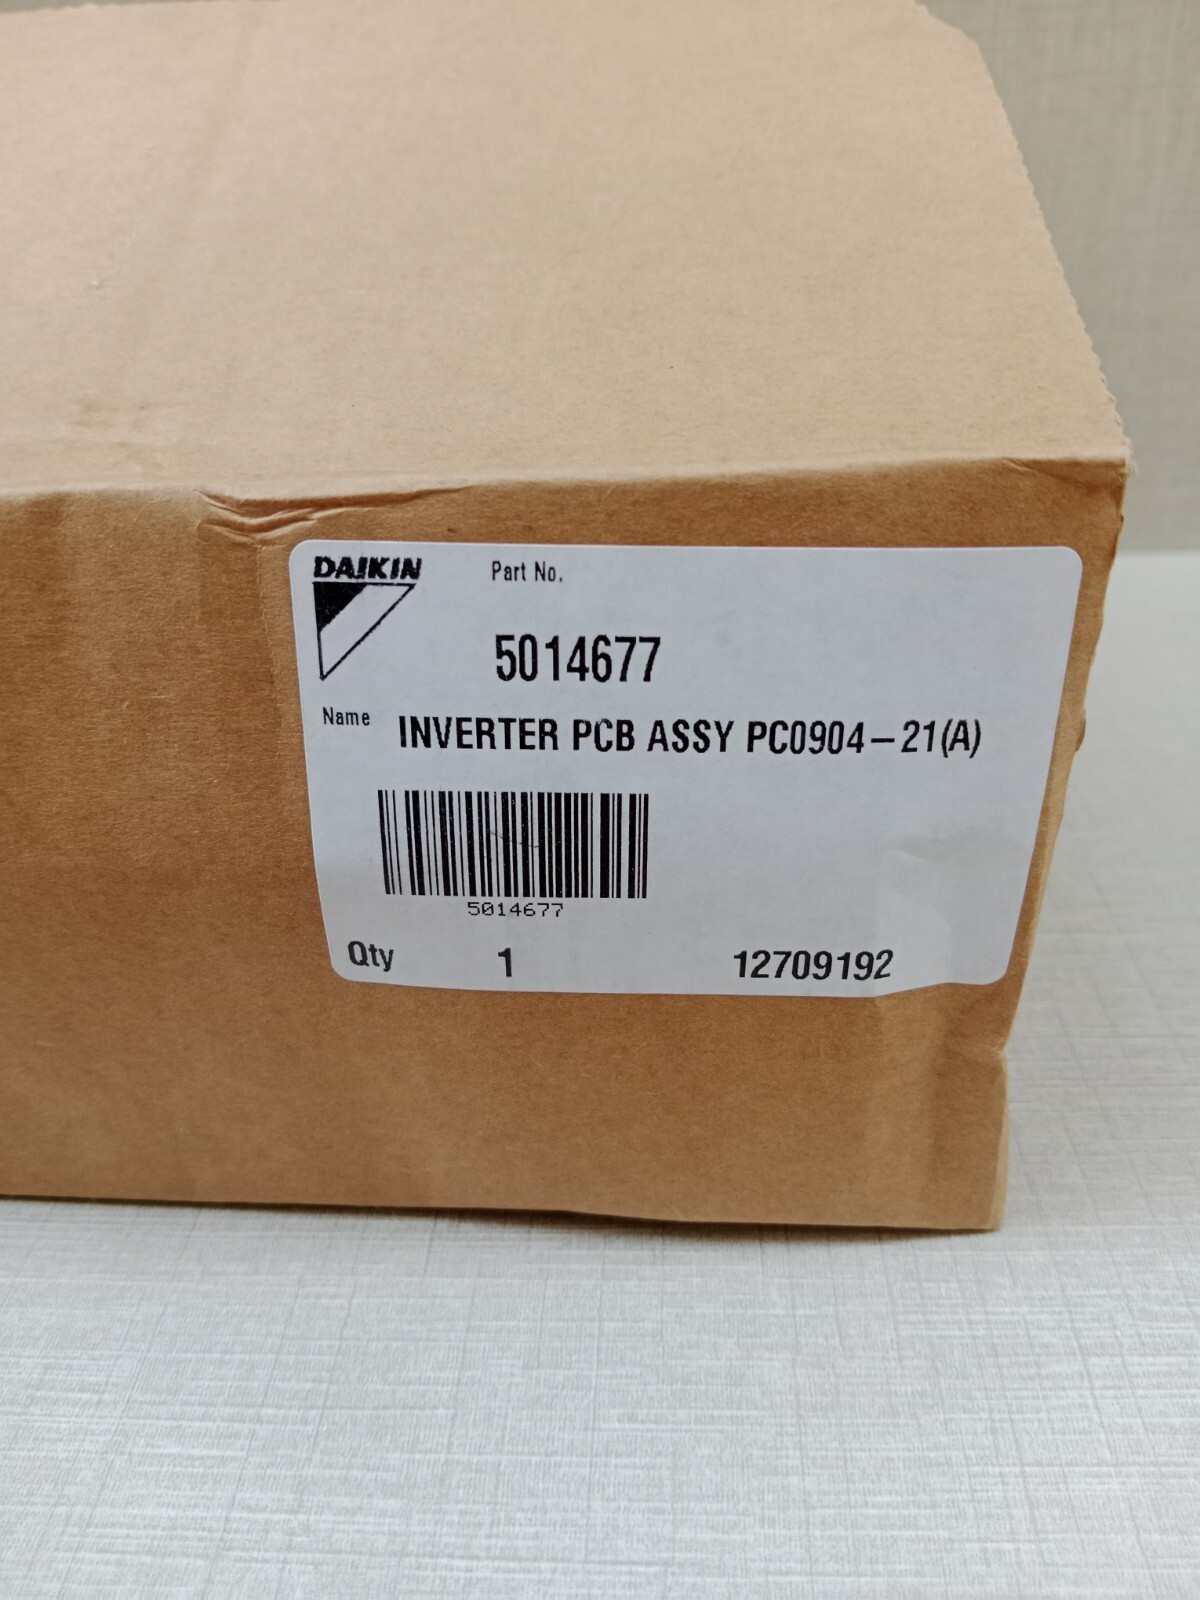 DAIKIN
Part No.
5014677
Name INVERTER PCB ASSY PC0904-21(A)
5014677
Qty 1 12709192